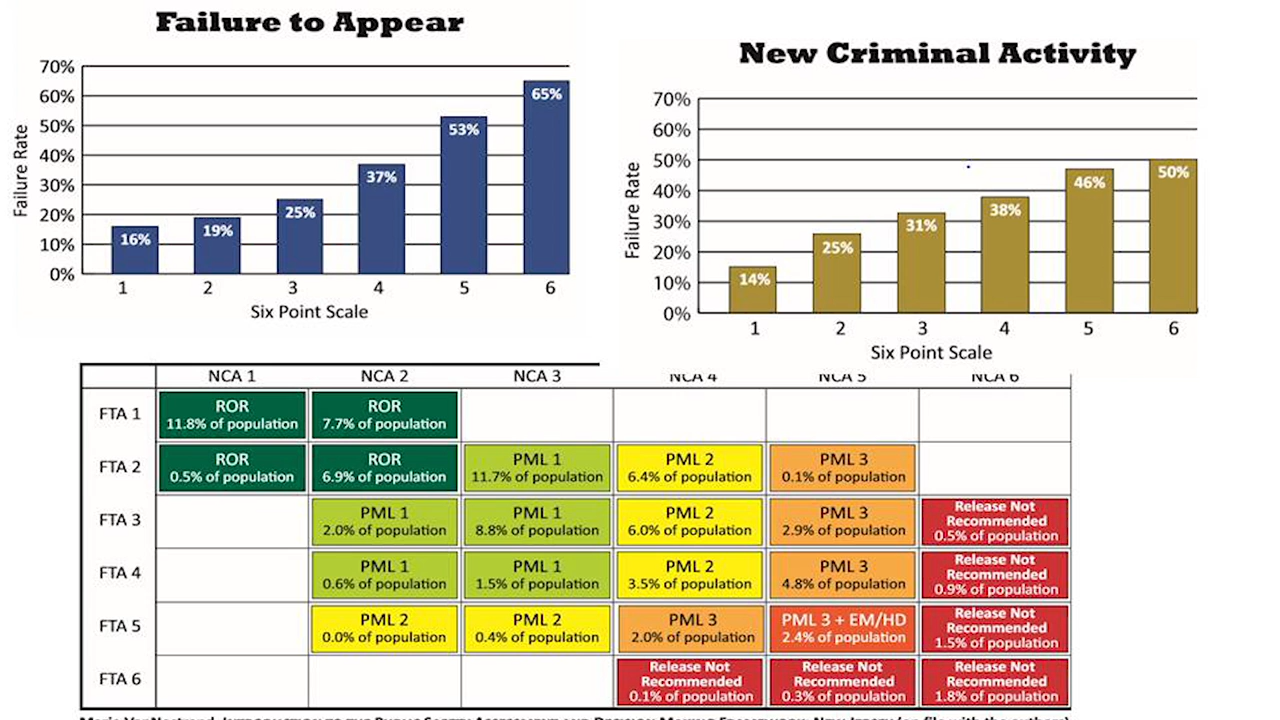 Failure to Appear
70%
60%
50%
40%
30%
20%
10%
0%
Failure Rate
16%
19%
25%
37%
53%
65%
1 2 3 4 5 6
Six Point Scale
New Criminal Activity
70%
60%
50%
40%
30%
20%
10%
0%
Failure Rate
14%
25%
31%
38%
46%
50%
1 2 3 4 5 6
Six Point Scale
NCA 1 NCA 2 NCA 3 NCA 4 NCA 5 NCA 6
FTA 1
ROR
11.8% of population
ROR
7.7% of population
FTA 2
ROR
0.5% of population
ROR
6.9% of population
PML 1
11.7% of population
PML 2
6.4% of population
PML 3
0.1% of population
FTA 3
PML 1
2.0% of population
PML 1
8.8% of population
PML 2
6.0% of population
PML 3
2.9% of population
Release Not
Recommended
0.5% of population
FTA 4
PML 1
0.6% of population
PML 1
1.5% of population
PML 2
3.5% of population
PML 3
4.8% of population
Release Not
Recommended
0.9% of population
FTA 5
PML 2
0.0% of population
PML 2
0.4% of population
PML 3
2.0% of population
PML 3 + EM/HD
2.4% of population
Release Not
Recommended
1.5% of population
FTA 6
Release Not
Recommended
0.1% of population
Release Not
Recommended
0.3% of population
Release Not
Recommended
1.8% of population